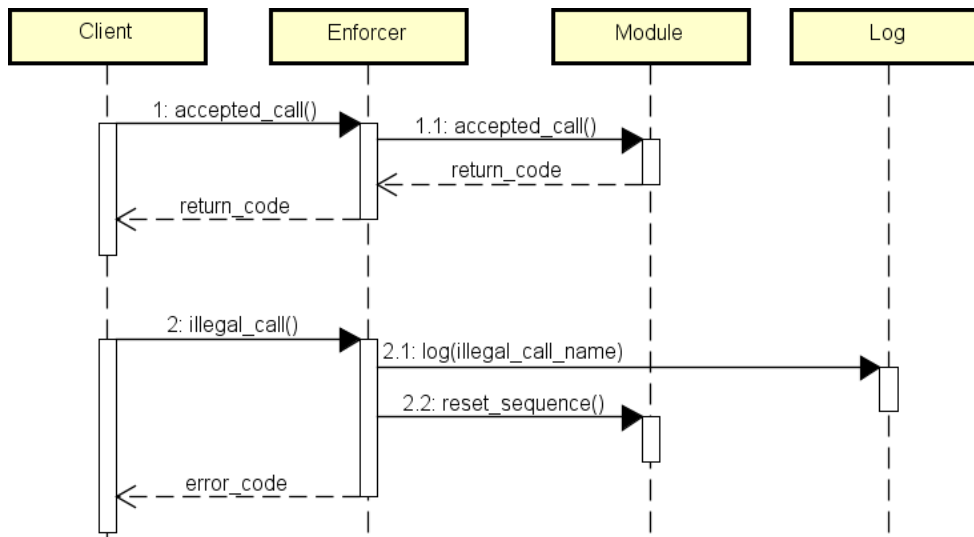 Client
Enforcer
Module
Log
1: accepted_call()
1.1: accepted_call()
return_code
return_code
2: illegal_call()
2.1: log(illegal_call_name)
2.2: reset_sequence()
error_code